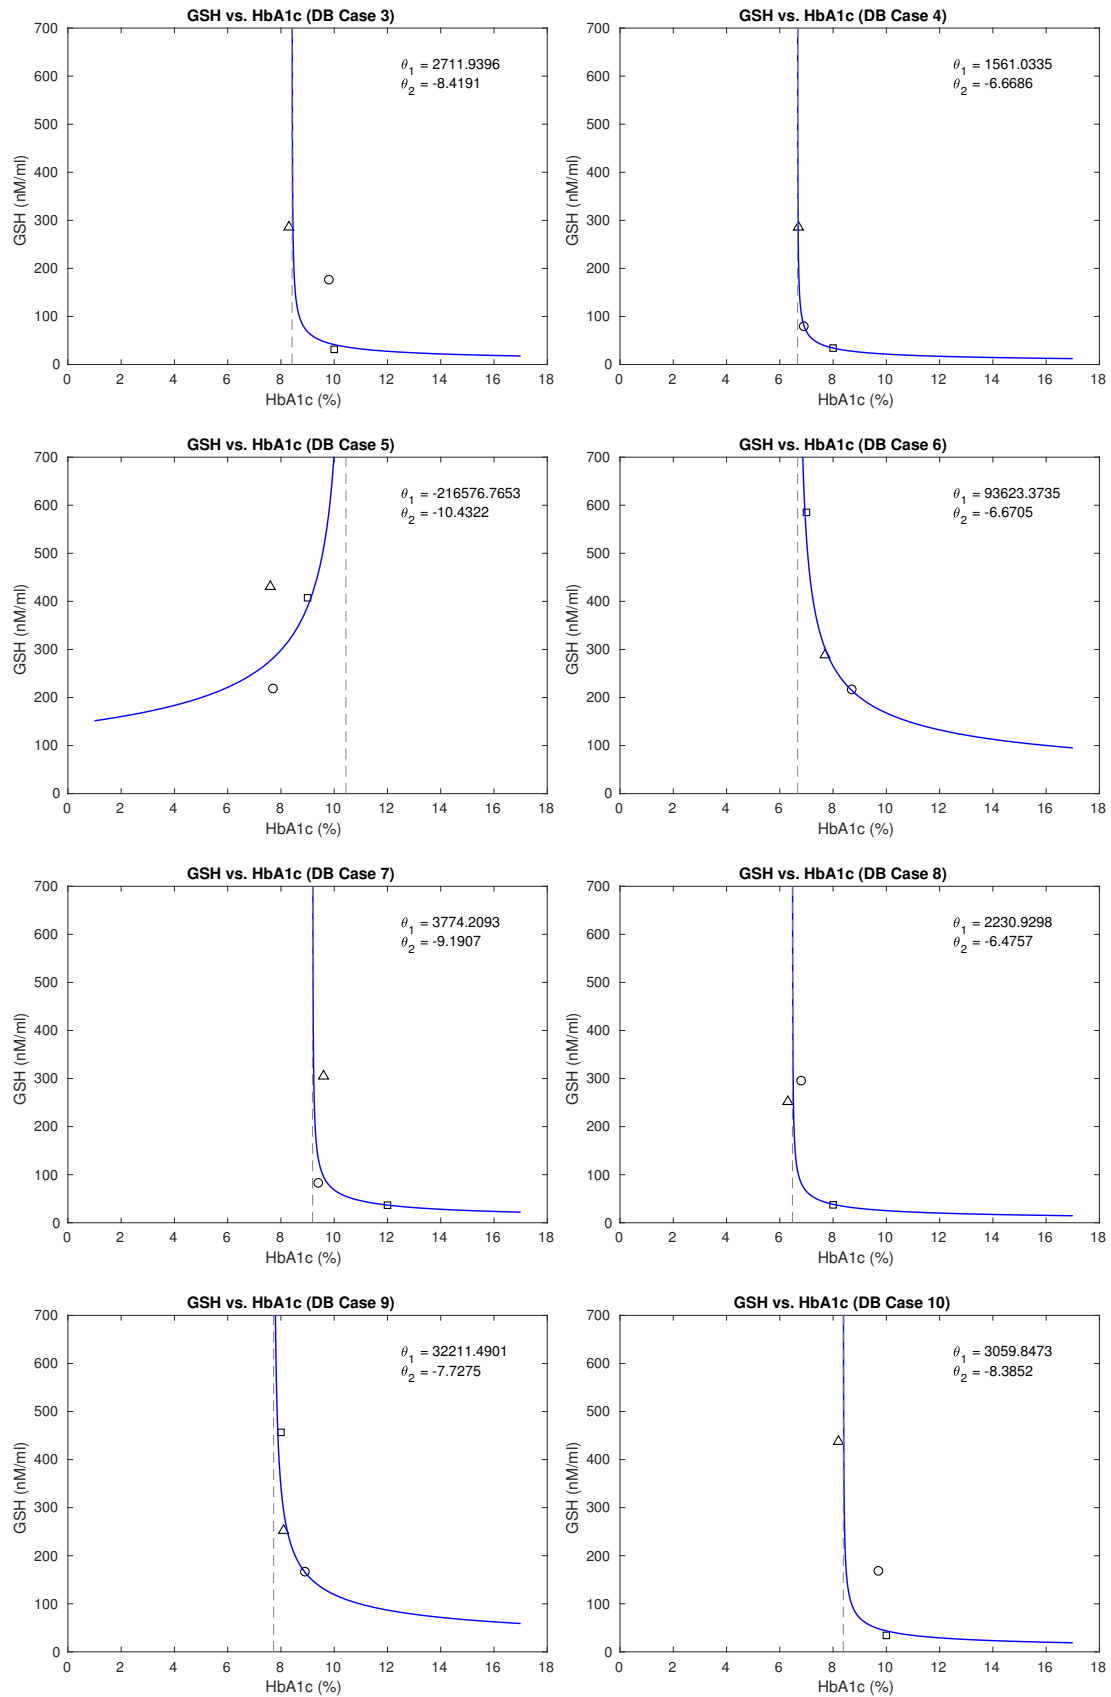 GSH vs. HbA1c (DB Case 3)
θ1 = 2711.9396
θ2 = -8.4191
GSH (nM/ml)
700
600
500
400
300
200
100
0
0 2 4 6 8 10 12 14 16 18
HbA1c (%)
GSH vs. HbA1c (DB Case 4)
θ1 = 1561.0335
θ2 = -6.6686
GSH (nM/ml)
700
600
500
400
300
200
100
0
0 2 4 6 8 10 12 14 16 18
HbA1c (%)
GSH vs. HbA1c (DB Case 5)
θ1 = -216576.7653
θ2 = -10.4322
GSH (nM/ml)
700
600
500
400
300
200
100
0
0 2 4 6 8 10 12 14 16 18
HbA1c (%)
GSH vs. HbA1c (DB Case 6)
θ1 = 93623.3735
θ2 = -6.6705
GSH (nM/ml)
700
600
500
400
300
200
100
0
0 2 4 6 8 10 12 14 16 18
HbA1c (%)
GSH vs. HbA1c (DB Case 7)
θ1 = 3774.2093
θ2 = -9.1907
GSH (nM/ml)
700
600
500
400
300
200
100
0
0 2 4 6 8 10 12 14 16 18
HbA1c (%)
GSH vs. HbA1c (DB Case 8)
θ1 = 2230.9298
θ2 = -6.4757
GSH (nM/ml)
700
600
500
400
300
200
100
0
0 2 4 6 8 10 12 14 16 18
HbA1c (%)
GSH vs. HbA1c (DB Case 9)
θ1 = 32211.4901
θ2 = -7.7275
GSH (nM/ml)
700
600
500
400
300
200
100
0
0 2 4 6 8 10 12 14 16 18
HbA1c (%)
GSH vs. HbA1c (DB Case 10)
θ1 = 3059.8473
θ2 = -8.3852
GSH (nM/ml)
700
600
500
400
300
200
100
0
0 2 4 6 8 10 12 14 16 18
HbA1c (%)